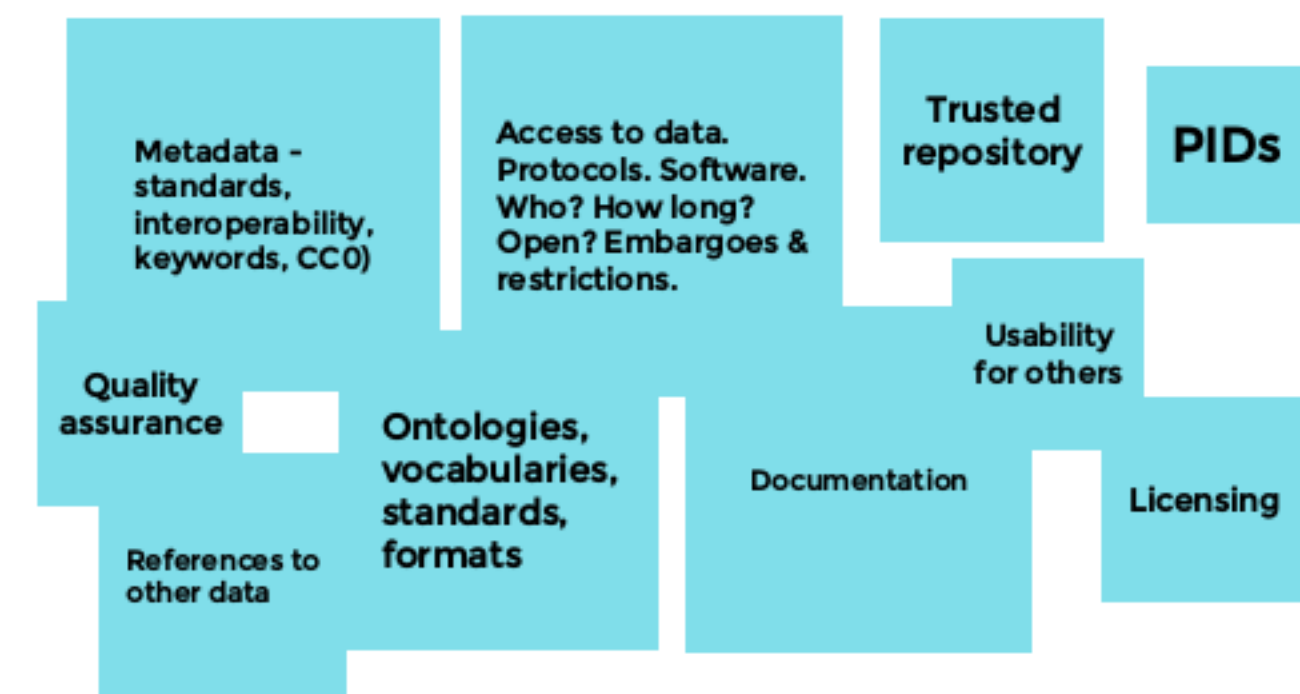 Metadata -
standards,
interoperability,
keywords, CC0)
Access to data.
Protocols. Software.
Who? How long?
Open? Embargoes &
restrictions.
Trusted
repository
PIDs
Quality
assurance
Ontologies,
vocabularies,
standards,
formats
Usability
for others
Documentation
Licensing
References to
other data